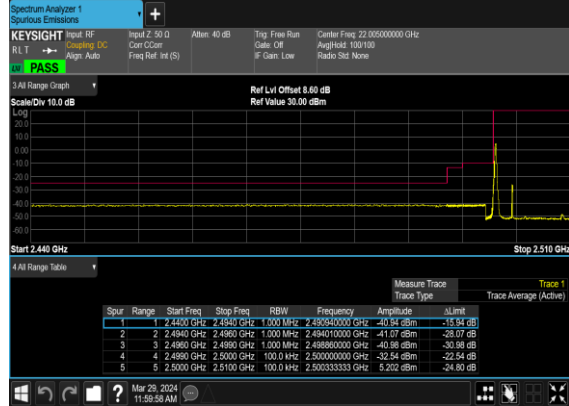 Spectrum Analyzer 1
Spurious Emissions
KEYSIGHT
RLT
Input: RF
Coupling: DC
Align: Auto
Input Z: 50 Ω
Corr CCorr
Freq Ref: Int (S)
Atten: 40 dB
Trig: Free Run
Gate: Off
IF Gain: Low
Center Freq: 22.005000000 GHz
Avg|Hold: 100/100
Radio Std: None
PASS
3 All Range Graph
Ref Lvl Offset 8.60 dB
Scale/Div 10.0 dB
Ref Value 30.00 dBm
Log
20.0
10.0
0.00
-10.0
-20.0
-30.0
-40.0
-50.0
-60.0
Start 2.440 GHz
Stop 2.510 GHz
4 All Range Table
Measure Trace Trace 1
Trace Type Trace Average (Active)
Spur Range Start Freq Stop Freq RBW Frequency Amplitude ΔLimit
1 1 2.4400 GHz 2.4940 GHz 1.000 MHz 2.490940000 GHz -40.94 dBm -15.94 dB
2 2 2.4940 GHz 2.4960 GHz 1.000 MHz 2.494010000 GHz -41.07 dBm -28.07 dB
3 3 2.4960 GHz 2.4990 GHz 1.000 MHz 2.498860000 GHz -40.98 dBm -30.98 dB
4 4 2.4990 GHz 2.5000 GHz 100.0 kHz 2.500000000 GHz -32.54 dBm -22.54 dB
5 5 2.5000 GHz 2.5100 GHz 100.0 kHz 2.500333333 GHz 5.202 dBm -24.80 dB
?
Mar 29, 2024
11:59:58 AM